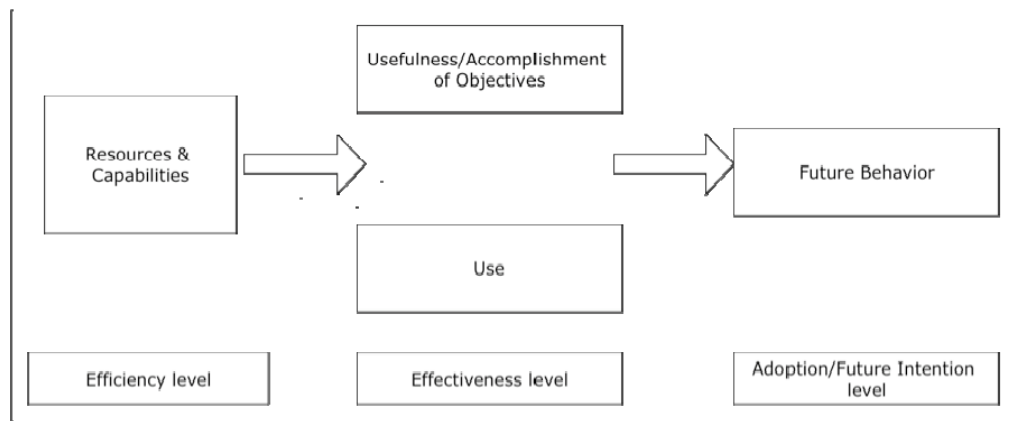 Usefulness/Accomplishment
of Objectives
Resources &
Capabilities
Future Behavior
Use
Efficiency level
Effectiveness level
Adoption/Future Intention
level